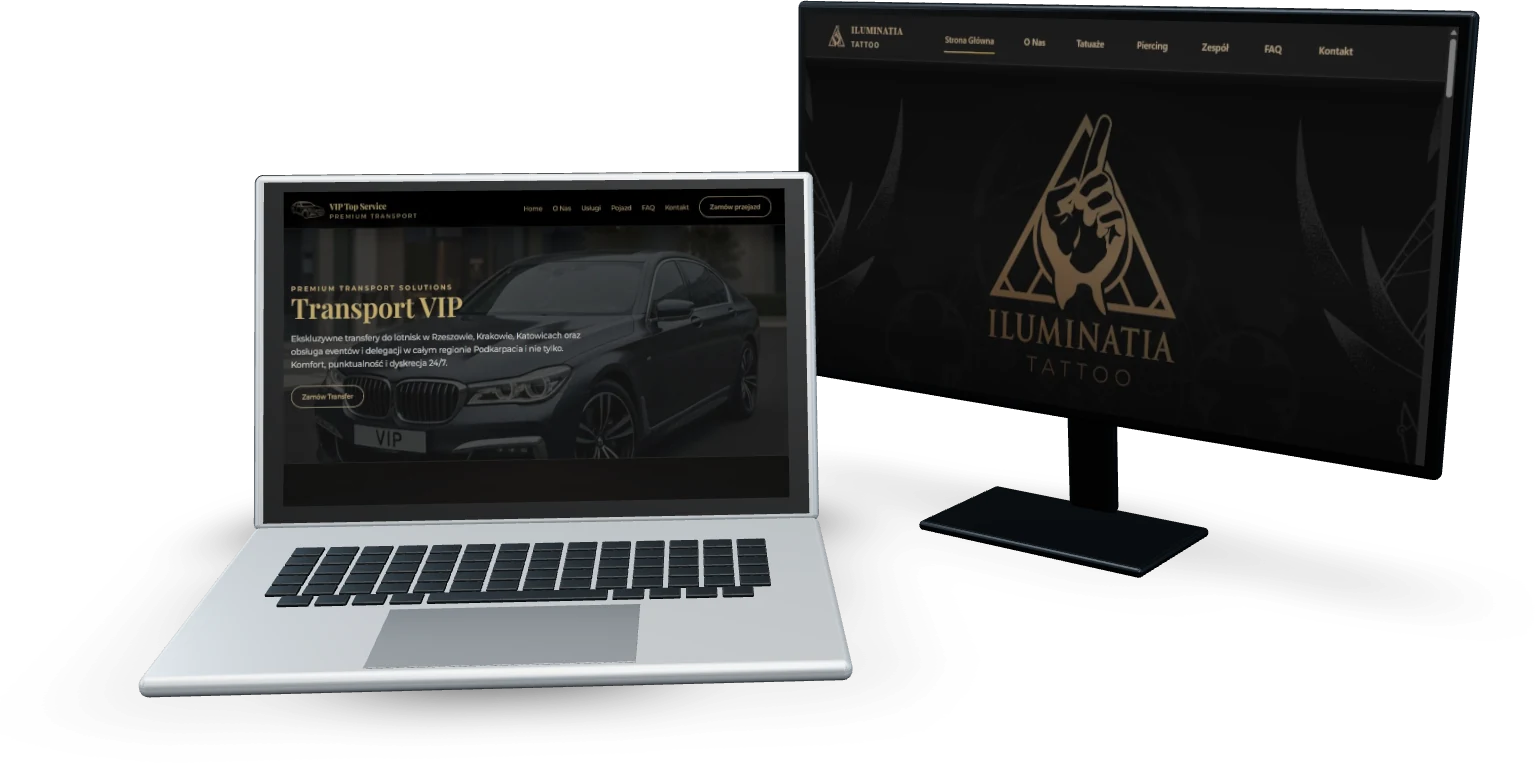 VIP Top Service
PREMIUM TRANSPORT
Home O Nas Usługi Pojazd FAQ Kontakt Zamów przejazd
PREMIUM TRANSPORT SOLUTIONS
Transport VIP
Ekskluzywne transfery do lotnisk w Rzeszowie, Krakowie, Katowicach oraz
obsługa eventów i delegacji w całym regionie Podkarpacia i nie tylko.
Komfort, punktualność i dyskrecja 24/7.
Zamów Transfer
VIP
ILUMINATIA
TATTOO
Strona Główna O Nas Tatuaże Piercing Zespół FAQ Kontakt
ILUMINATIA
TATTOO